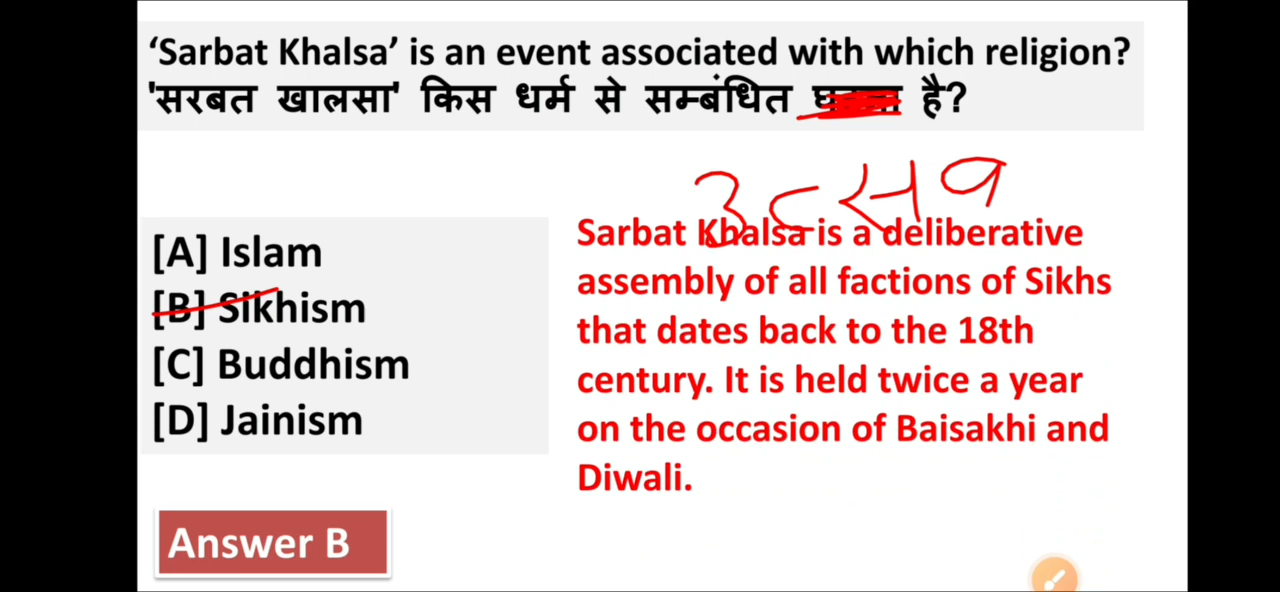 ‘Sarbat Khalsa’ is an event associated with which religion?
'सरबत खालसा' किस धर्म से सम्बंधित है?
उत्सव
[A] Islam
[B] Sikhism
[C] Buddhism
[D] Jainism
Sarbat Khalsa is a deliberative
assembly of all factions of Sikhs
that dates back to the 18th
century. It is held twice a year
on the occasion of Baisakhi and
Diwali.
Answer B